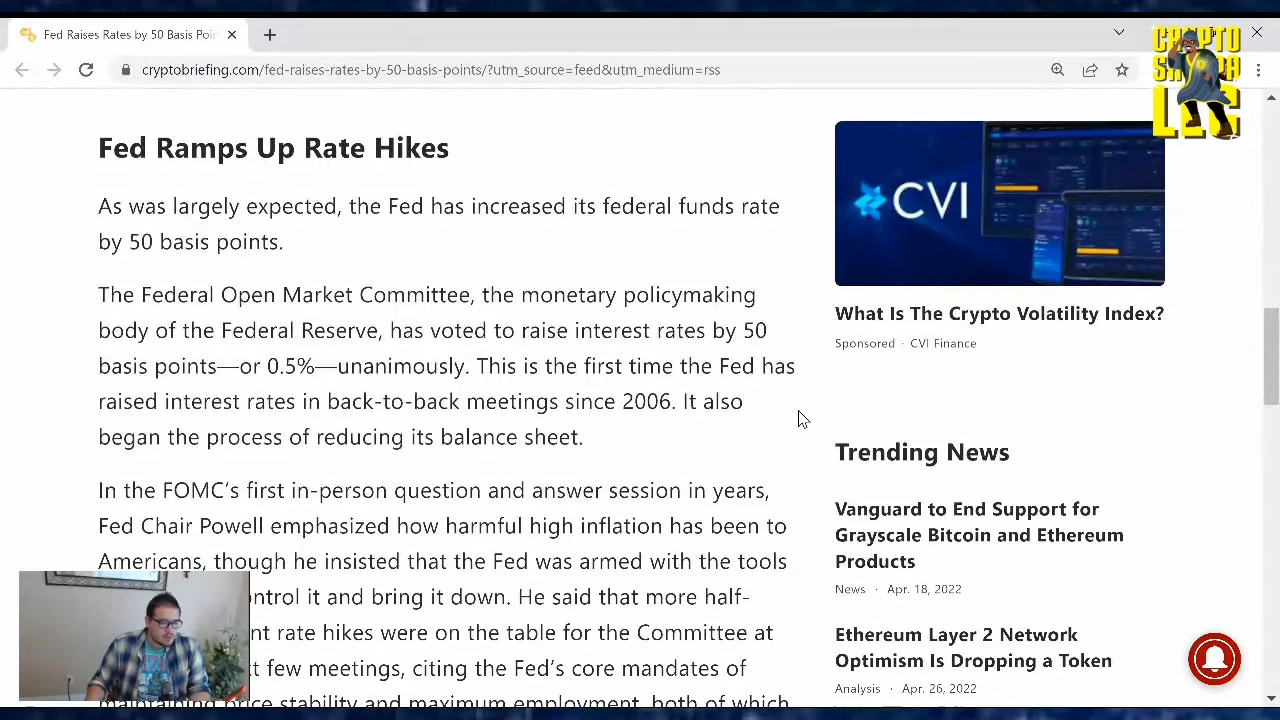 Fed Raises Rates by 50 Basis Poin
cryptobriefing.com/fed-raises-rates-by-50-basis-points/?utm_source=feed&utm_medium=rss
CRYPTO
LEO
Fed Ramps Up Rate Hikes
As was largely expected, the Fed has increased its federal funds rate
by 50 basis points.
The Federal Open Market Committee, the monetary policymaking
body of the Federal Reserve, has voted to raise interest rates by 50
basis points—or 0.5%—unanimously. This is the first time the Fed has
raised interest rates in back-to-back meetings since 2006. It also
began the process of reducing its balance sheet.
In the FOMC’s first in-person question and answer session in years,
Fed Chair Powell emphasized how harmful high inflation has been to
Americans, though he insisted that the Fed was armed with the tools
ontrol it and bring it down. He said that more half-
nt rate hikes were on the table for the Committee at
t few meetings, citing the Fed’s core mandates of
maintaining price stability and employment, both of which
CVI
What Is The Crypto Volatility Index?
Sponsored · CVI Finance
Trending News
Vanguard to End Support for
Grayscale Bitcoin and Ethereum
Products
News · Apr. 18, 2022
Ethereum Layer 2 Network
Optimism Is Dropping a Token
Analysis · Apr. 26, 2022